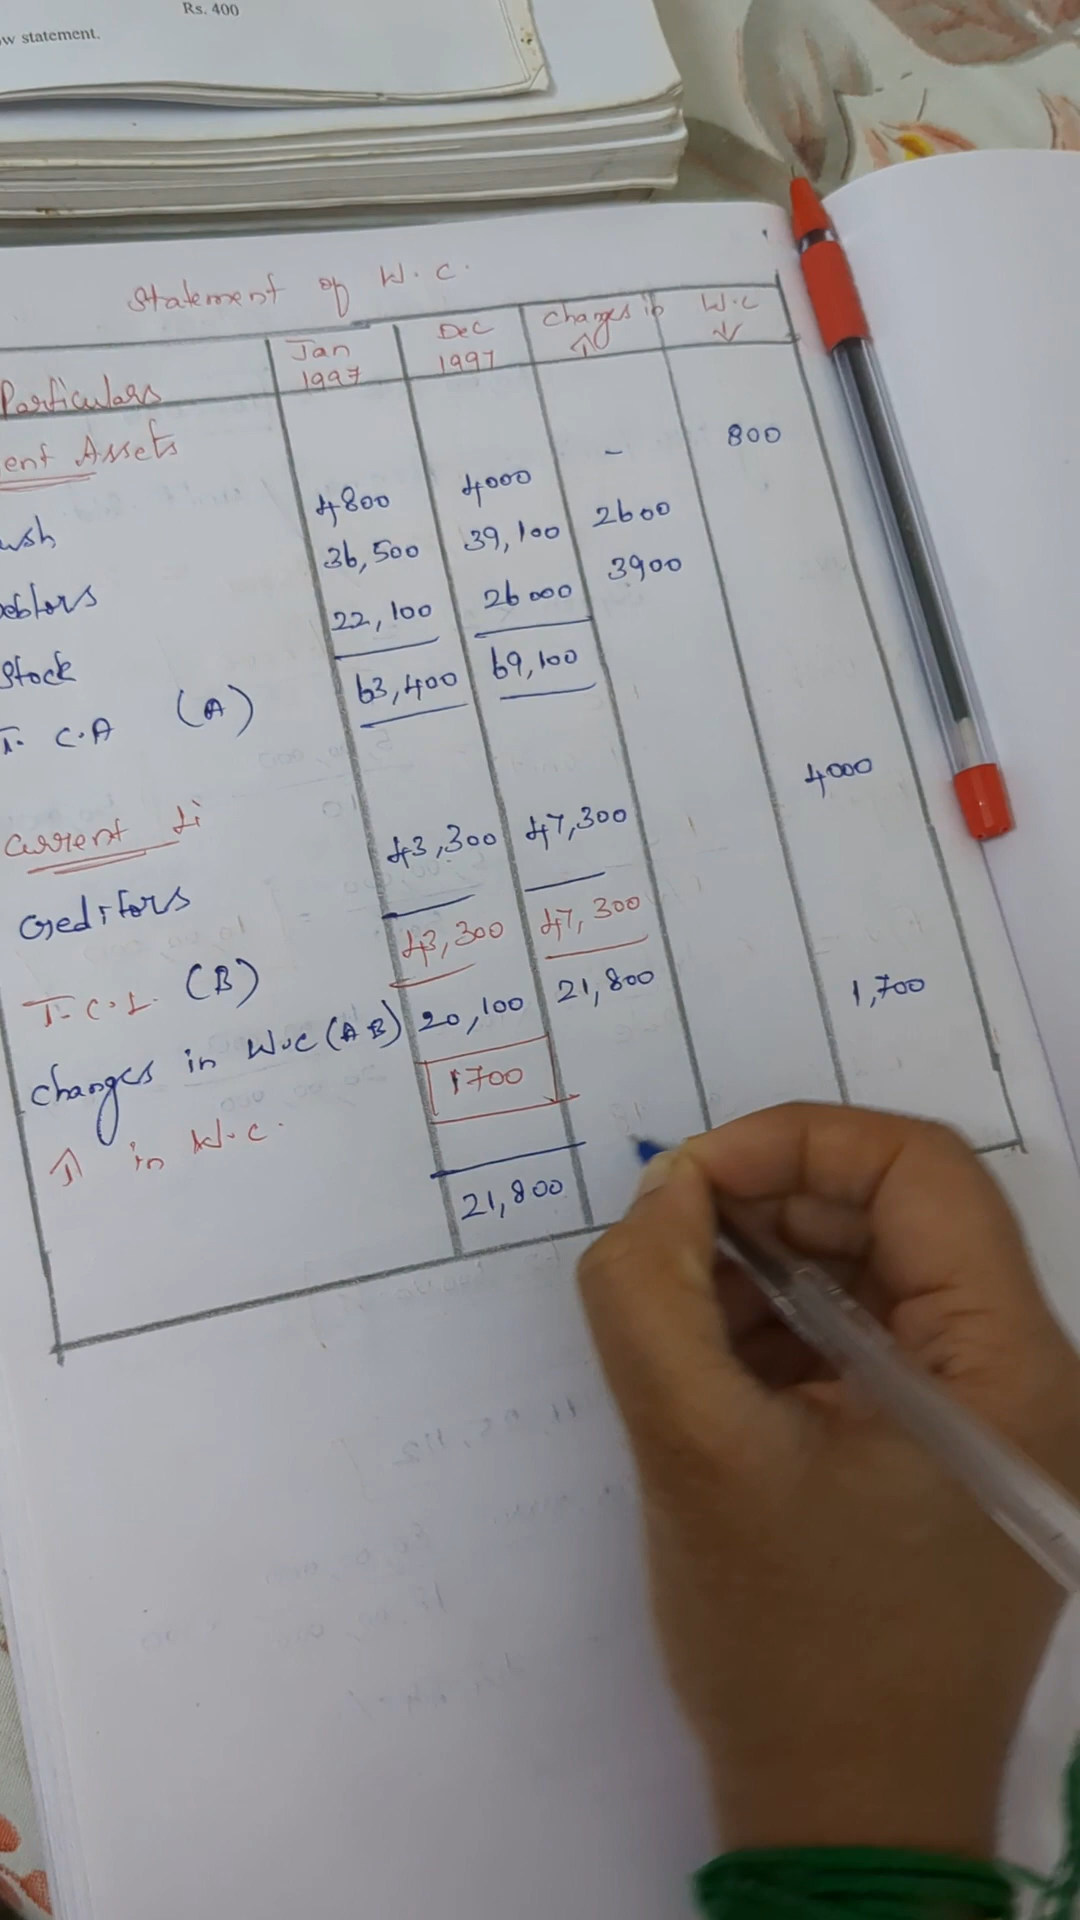 Rs. 400
ow statement.
Statement of W.C.
Particulars Jan 1997 Dec 1997 Changes in ↑ W.C ↓
ent Assets
ash 4800 4000 - 800
ebtors 36,500 39,100 2600
Stock 22,100 26000 3900
T. C.A (A) 63,400 69,100
Current Li
Creditors 43,300 47,300 4000
T.C.L. (B) 43,300 47,300
Changes in W.C (A B) 20,100 21,800
↑ in W.C. 1700 1,700
21,800